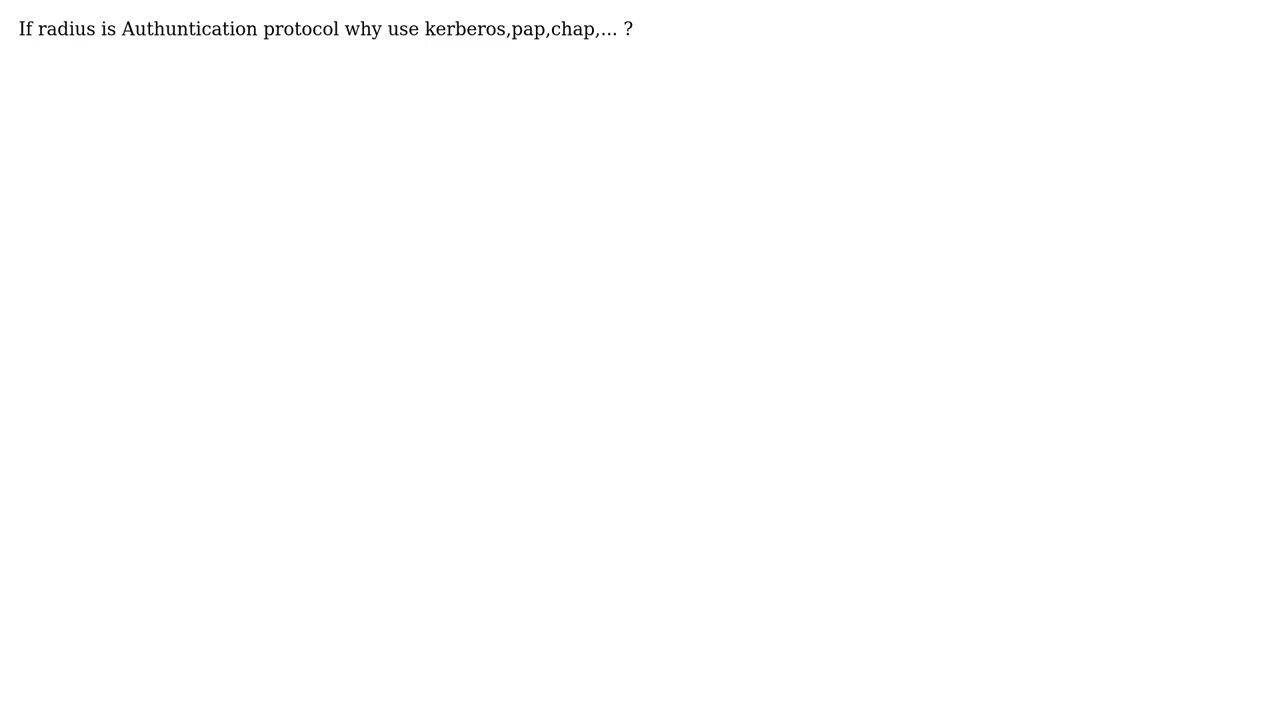 If radius is Authuntication protocol why use kerberos,pap,chap,... ?